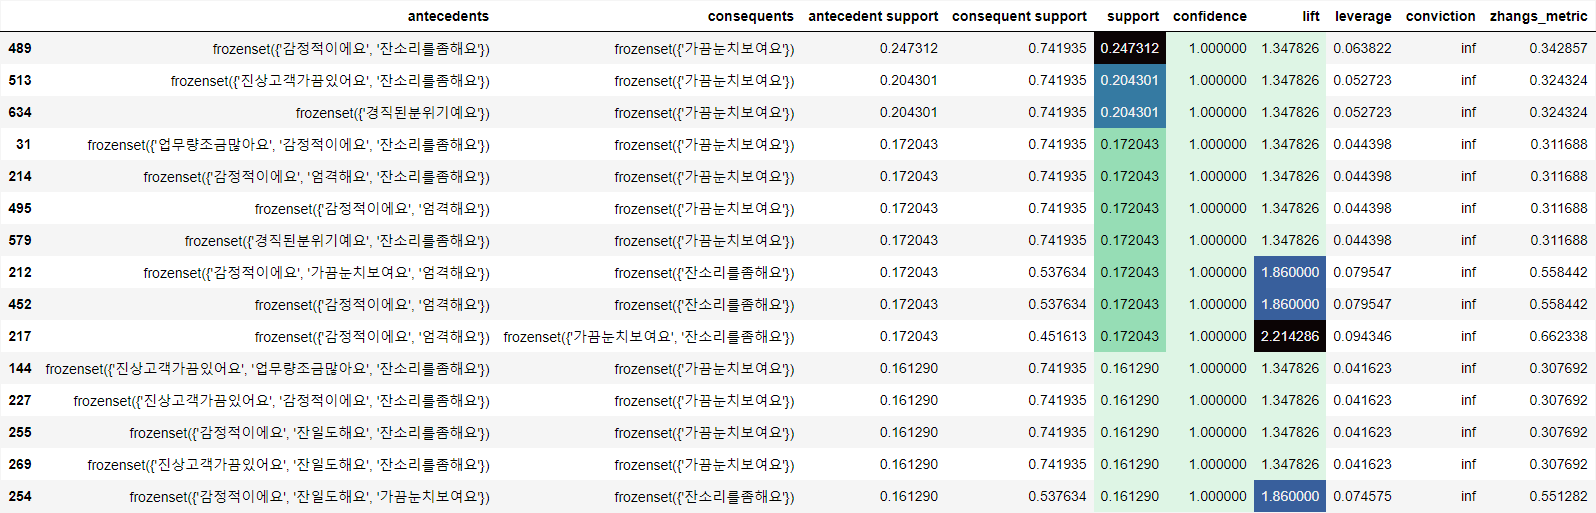 antecedents consequents antecedent support consequent support support confidence lift leverage conviction zhangs_metric
489 frozenset({'감정적이에요', '잔소리를좀해요'}) frozenset({'가끔눈치보여요'}) 0.247312 0.741935 0.247312 1.000000 1.347826 0.063822 inf 0.342857
513 frozenset({'진상고객가끔있어요', '잔소리를좀해요'}) frozenset({'가끔눈치보여요'}) 0.204301 0.741935 0.204301 1.000000 1.347826 0.052723 inf 0.324324
634 frozenset({'경직된분위기예요'}) frozenset({'가끔눈치보여요'}) 0.204301 0.741935 0.204301 1.000000 1.347826 0.052723 inf 0.324324
31 frozenset({'업무량조금많아요', '감정적이에요', '잔소리를좀해요'}) frozenset({'가끔눈치보여요'}) 0.172043 0.741935 0.172043 1.000000 1.347826 0.044398 inf 0.311688
214 frozenset({'감정적이에요', '엄격해요', '잔소리를좀해요'}) frozenset({'가끔눈치보여요'}) 0.172043 0.741935 0.172043 1.000000 1.347826 0.044398 inf 0.311688
495 frozenset({'감정적이에요', '엄격해요'}) frozenset({'가끔눈치보여요'}) 0.172043 0.741935 0.172043 1.000000 1.347826 0.044398 inf 0.311688
579 frozenset({'경직된분위기예요', '잔소리를좀해요'}) frozenset({'가끔눈치보여요'}) 0.172043 0.741935 0.172043 1.000000 1.347826 0.044398 inf 0.311688
212 frozenset({'감정적이에요', '가끔눈치보여요', '엄격해요'}) frozenset({'잔소리를좀해요'}) 0.172043 0.537634 0.172043 1.000000 1.860000 0.079547 inf 0.558442
452 frozenset({'감정적이에요', '엄격해요'}) frozenset({'잔소리를좀해요'}) 0.172043 0.537634 0.172043 1.000000 1.860000 0.079547 inf 0.558442
217 frozenset({'감정적이에요', '엄격해요'}) frozenset({'가끔눈치보여요', '잔소리를좀해요'}) 0.172043 0.451613 0.172043 1.000000 2.214286 0.094346 inf 0.662338
144 frozenset({'진상고객가끔있어요', '업무량조금많아요', '잔소리를좀해요'}) frozenset({'가끔눈치보여요'}) 0.161290 0.741935 0.161290 1.000000 1.347826 0.041623 inf 0.307692
227 frozenset({'진상고객가끔있어요', '감정적이에요', '잔소리를좀해요'}) frozenset({'가끔눈치보여요'}) 0.161290 0.741935 0.161290 1.000000 1.347826 0.041623 inf 0.307692
255 frozenset({'감정적이에요', '잔일도해요', '잔소리를좀해요'}) frozenset({'가끔눈치보여요'}) 0.161290 0.741935 0.161290 1.000000 1.347826 0.041623 inf 0.307692
269 frozenset({'진상고객가끔있어요', '잔일도해요', '잔소리를좀해요'}) frozenset({'가끔눈치보여요'}) 0.161290 0.741935 0.161290 1.000000 1.347826 0.041623 inf 0.307692
254 frozenset({'감정적이에요', '잔일도해요', '가끔눈치보여요'}) frozenset({'잔소리를좀해요'}) 0.161290 0.537634 0.161290 1.000000 1.860000 0.074575 inf 0.551282